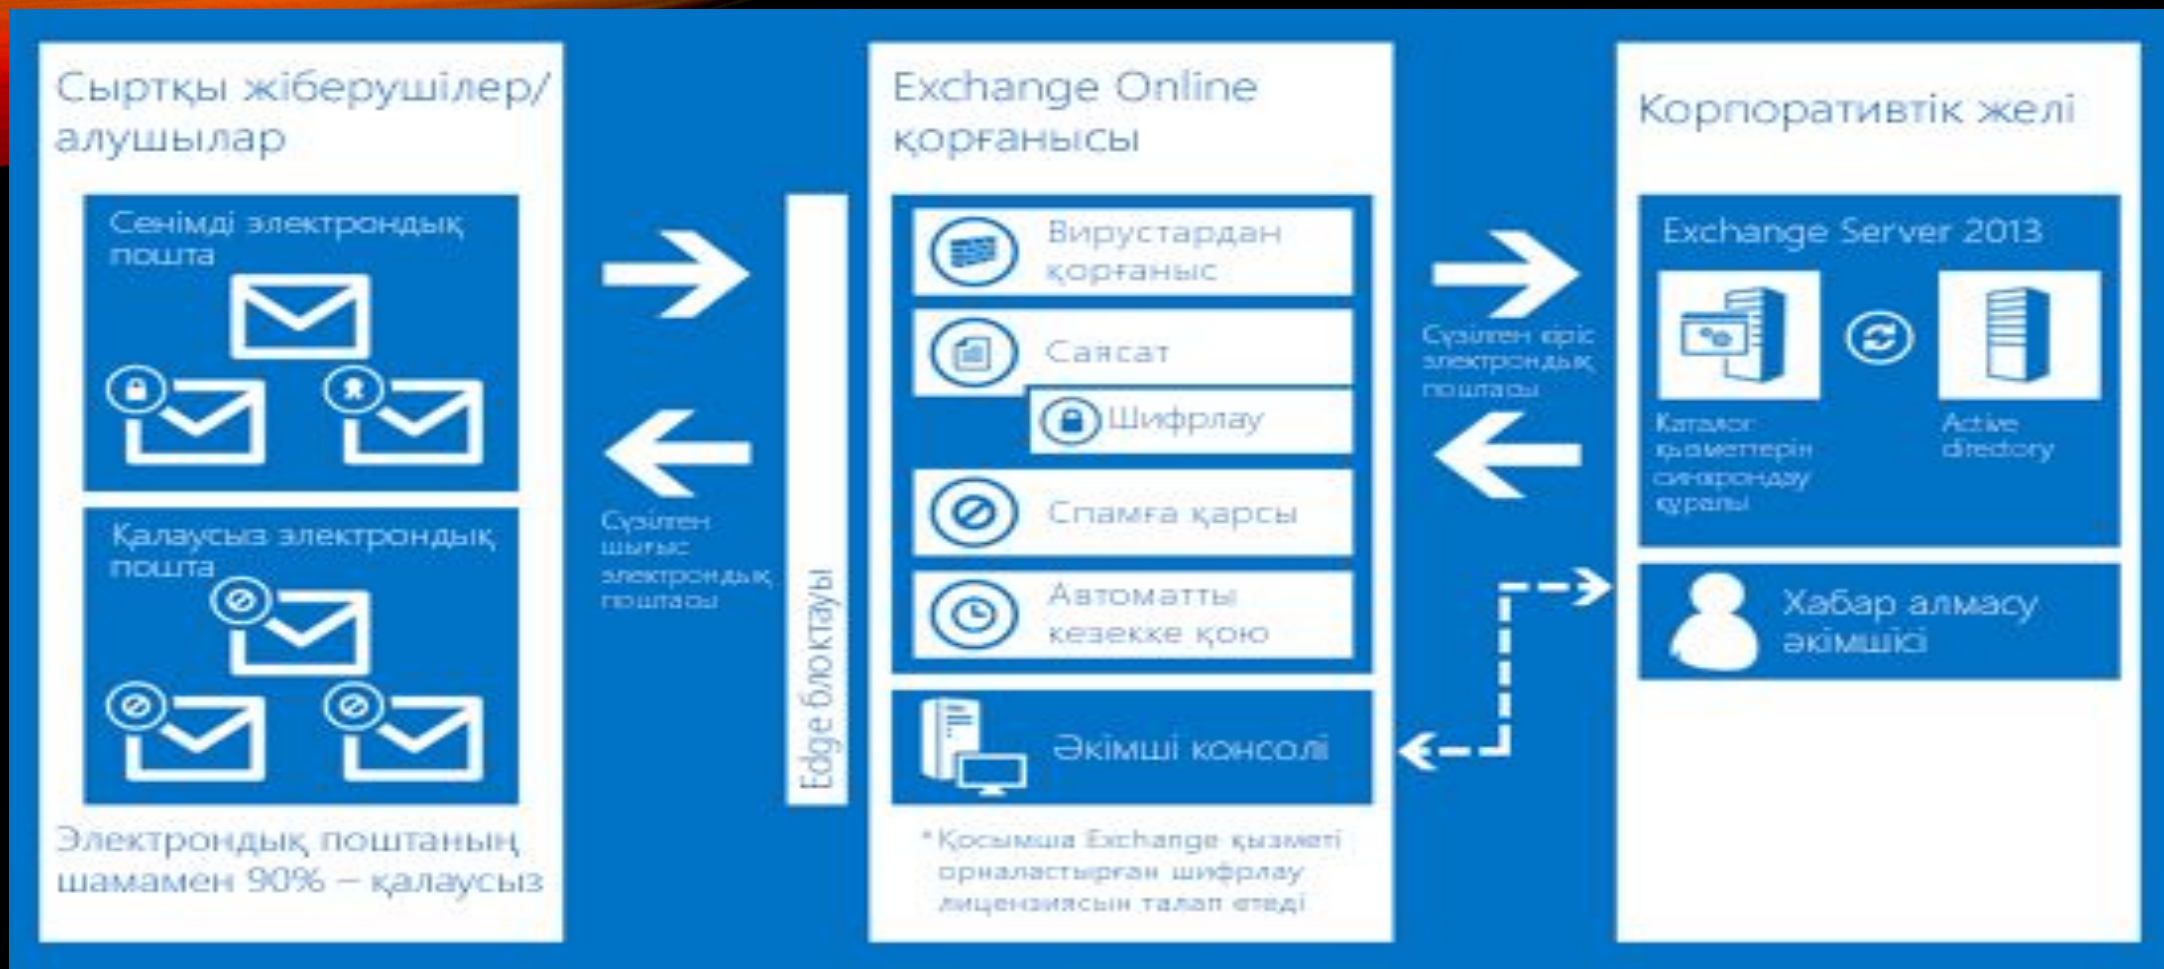 Сыртқы жіберушілер/
алушылар
Сенімді электрондық
пошта
Қалаусыз электрондық
пошта
Электрондық поштаның
шамамен 90% – қалаусыз
Сүзілген
шығыс
электрондық
поштасы
Edge блоктауы
Exchange Online
қорғанысы
Вирустардан
қорғаныс
Саясат
Шифрлау
Спамға қарсы
Автоматты
кезекке қою
Әкімші консолі
*Қосымша Exchange қызметі
орналастырған шифрлау
лицензиясын талап етеді
Сүзілген кіріс
электрондық
поштасы
Корпоративтік желі
Exchange Server 2013
Каталог
қызметтерін
синхрондау
құралы
Active
directory
Хабар алмасу
әкімшісі